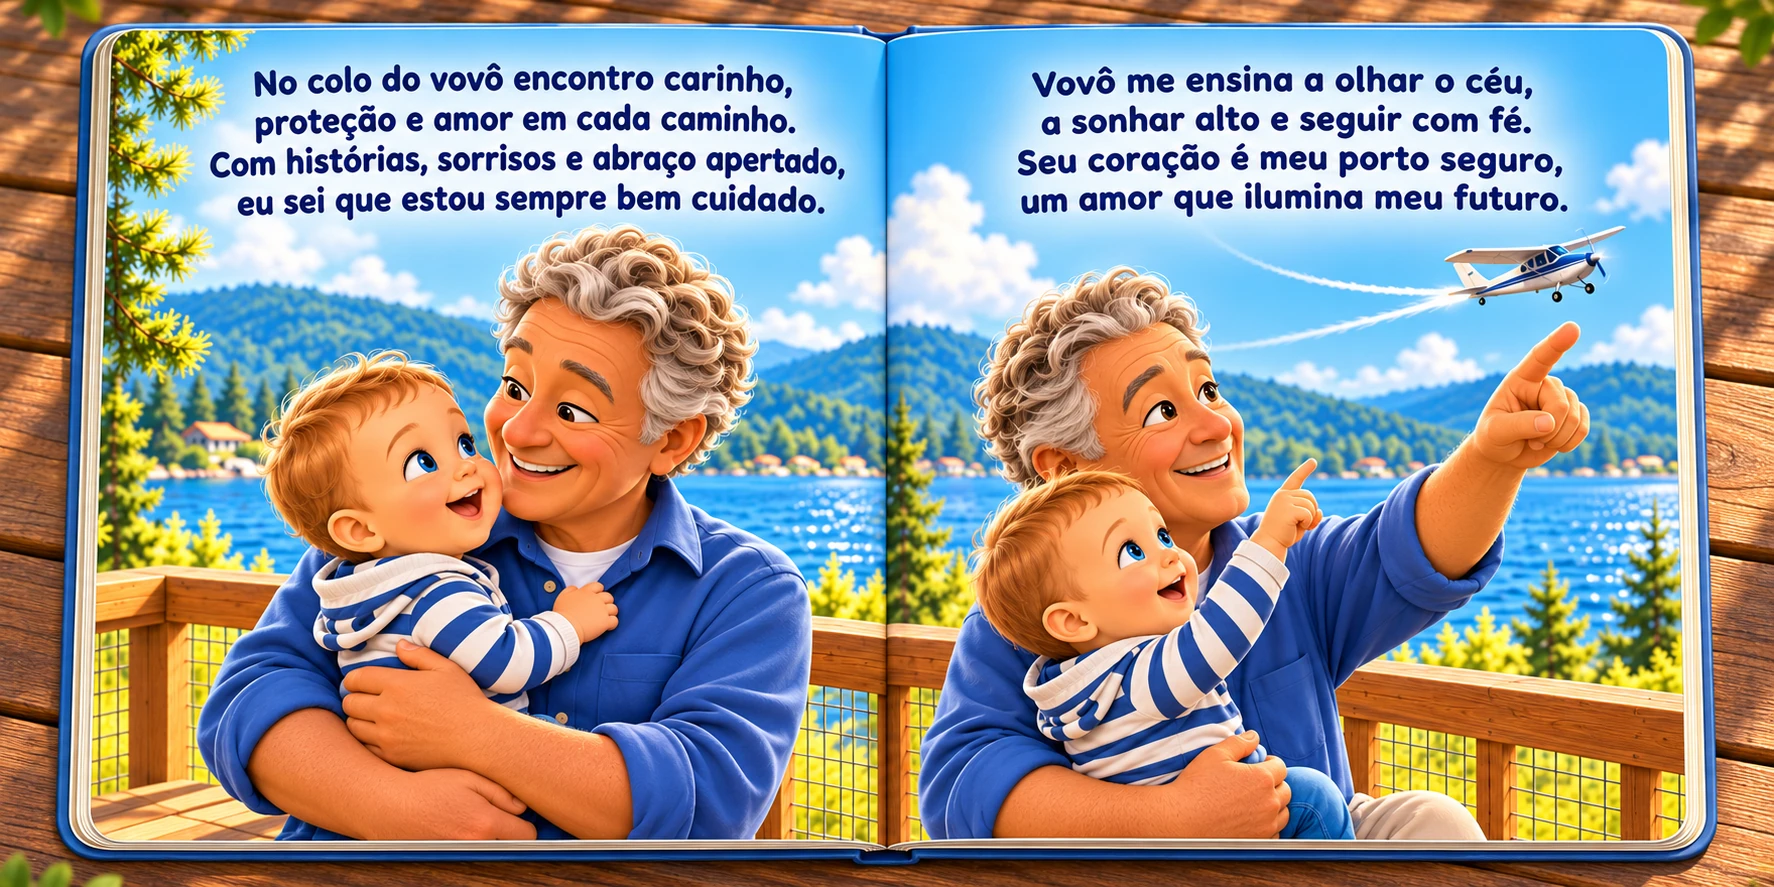 No colo do vovô encontro carinho,
proteção e amor em cada caminho.
Com histórias, sorrisos e abraço apertado,
eu sei que estou sempre bem cuidado.
Vovô me ensina a olhar o céu,
a sonhar alto e seguir com fé.
Seu coração é meu porto seguro,
um amor que ilumina meu futuro.